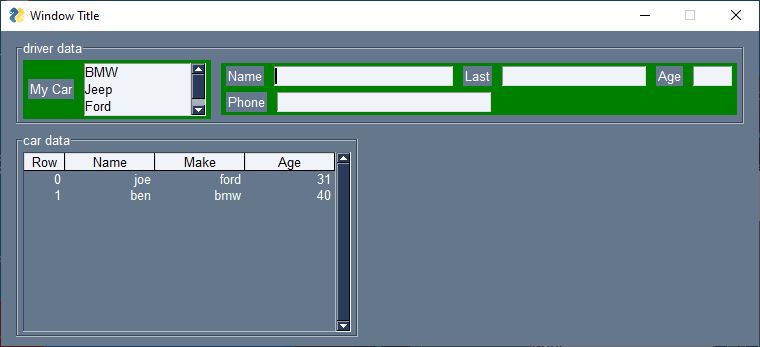 Window Title
driver data
My Car
BMW
Jeep
Ford
Name Last Age
Phone
car data
Row Name Make Age
0 joe ford 31
1 ben bmw 40